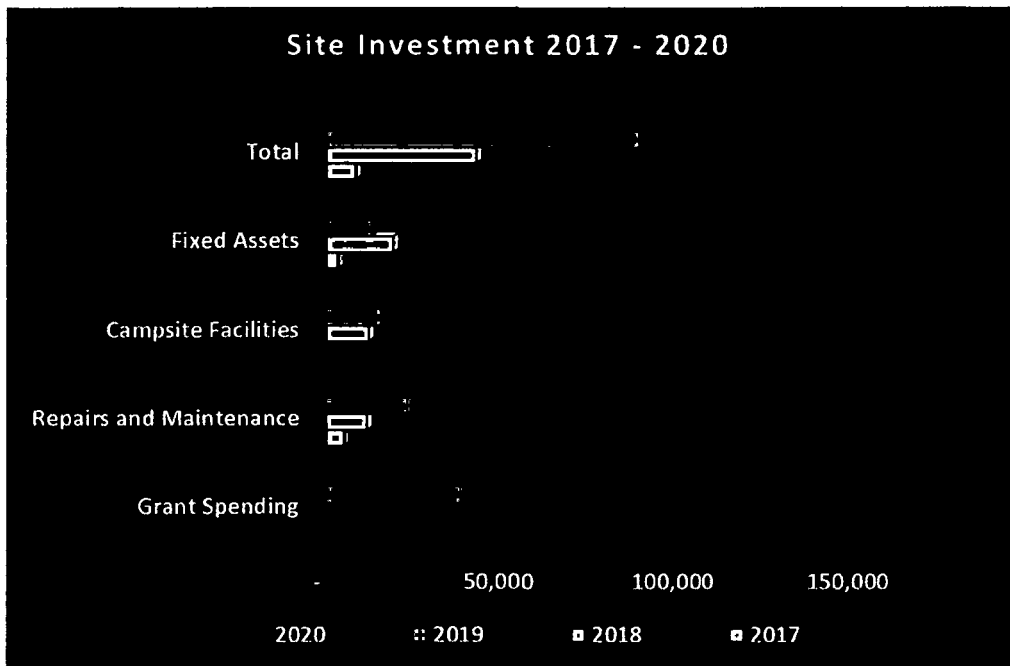 Site Investment 2017 - 2020
Total
Fixed Assets
Campsite Facilities
Repairs and Maintenance
Grant Spending
- 50,000 100,000 150,000
2020 2019 2018 2017